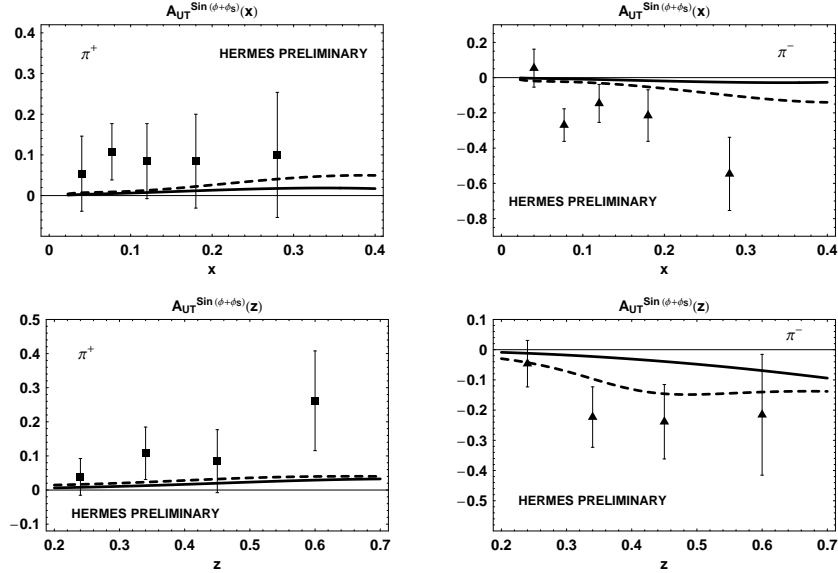 A_UT^Sin (ϕ+ϕ_S) (x)
π⁺
HERMES PRELIMINARY
0.4
0.3
0.2
0.1
0
0
0.1
0.2
0.3
0.4
x
A_UT^Sin (ϕ+ϕ_S) (x)
π⁻
HERMES PRELIMINARY
0.2
0
−0.2
−0.4
−0.6
−0.8
0
0.1
0.2
0.3
0.4
x
A_UT^Sin (ϕ+ϕ_S) (z)
π⁺
HERMES PRELIMINARY
0.5
0.4
0.3
0.2
0.1
0
−0.1
0.2
0.3
0.4
0.5
0.6
0.7
z
A_UT^Sin (ϕ+ϕ_S) (z)
π⁻
HERMES PRELIMINARY
0.1
0
−0.1
−0.2
−0.3
−0.4
−0.5
0.2
0.3
0.4
0.5
0.6
0.7
z